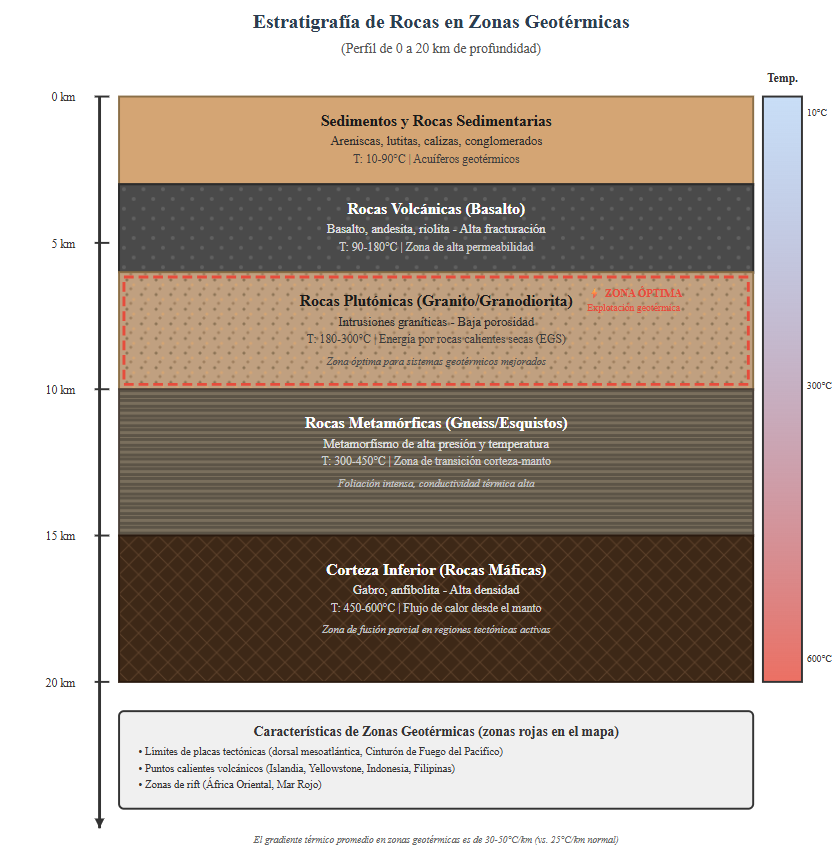 Estratigrafía de Rocas en Zonas Geotérmicas
(Perfil de 0 a 20 km de profundidad)
Temp.
0 km
10°C
Sedimentos y Rocas Sedimentarias
Areniscas, lutitas, calizas, conglomerados
T: 10-90°C | Acuíferos geotérmicos
Rocas Volcánicas (Basalto)
Basalto, andesita, riolita - Alta fracturación
5 km
T: 90-180°C | Zona de alta permeabilidad
⚡ ZONA ÓPTIMA
Rocas Plutónicas (Granito/Granodiorita)
Explotación geotérmica
Intrusiones graníticas - Baja porosidad
T: 180-300°C | Energía por rocas calientes secas (EGS)
Zona óptima para sistemas geotérmicos mejorados
300°C
10 km
Rocas Metamórficas (Gneiss/Esquistos)
Metamorfismo de alta presión y temperatura
T: 300-450°C | Zona de transición corteza-manto
Foliación intensa, conductividad térmica alta
15 km
Corteza Inferior (Rocas Máficas)
Gabro, anfibolita - Alta densidad
T: 450-600°C | Flujo de calor desde el manto
Zona de fusión parcial en regiones tectónicas activas
600°C
20 km
Características de Zonas Geotérmicas (zonas rojas en el mapa)
• Límites de placas tectónicas (dorsal mesoatlántica, Cinturón de Fuego del Pacífico)
• Puntos calientes volcánicos (Islandia, Yellowstone, Indonesia, Filipinas)
• Zonas de rift (África Oriental, Mar Rojo)
El gradiente térmico promedio en zonas geotérmicas es de 30-50°C/km (vs. 25°C/km normal)